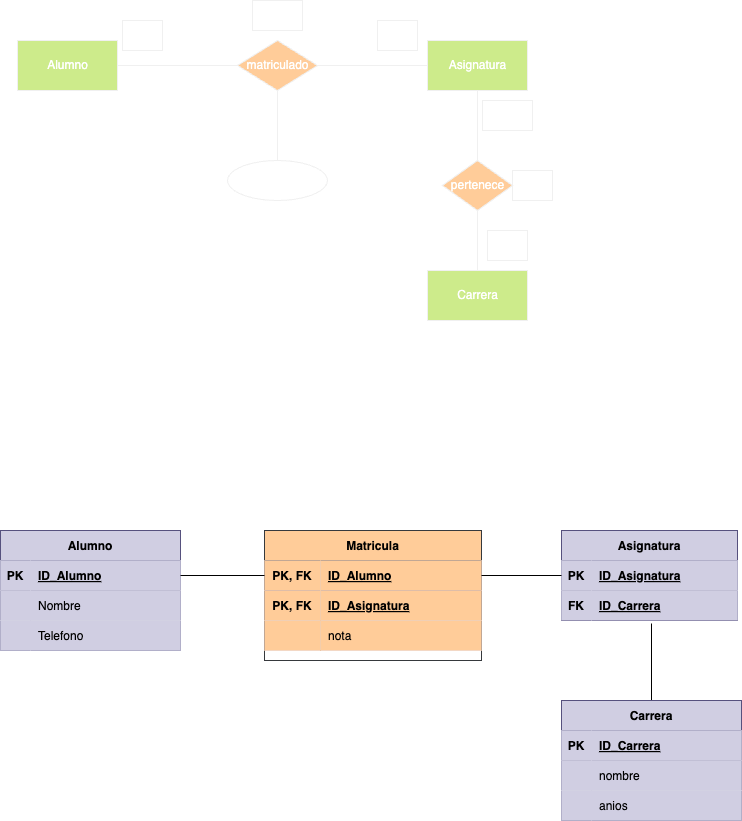 Alumno
matriculado
Asignatura
pertenece
Carrera
Alumno
PK ID_Alumno
Nombre
Telefono
Matricula
PK, FK ID_Alumno
PK, FK ID_Asignatura
nota
Asignatura
PK ID_Asignatura
FK ID_Carrera
Carrera
PK ID_Carrera
nombre
anios